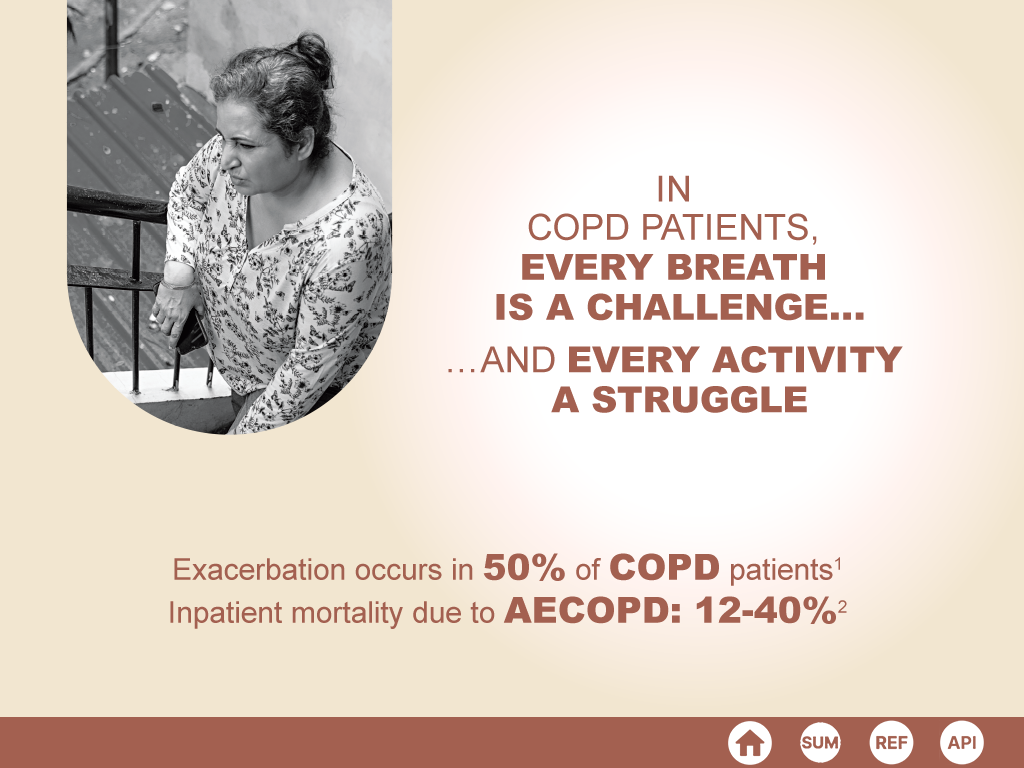 IN
COPD PATIENTS,
EVERY BREATH
IS A CHALLENGE...
...AND EVERY ACTIVITY
A STRUGGLE
Exacerbation occurs in 50% of COPD patients¹
Inpatient mortality due to AECOPD: 12-40%²
SUM REF API